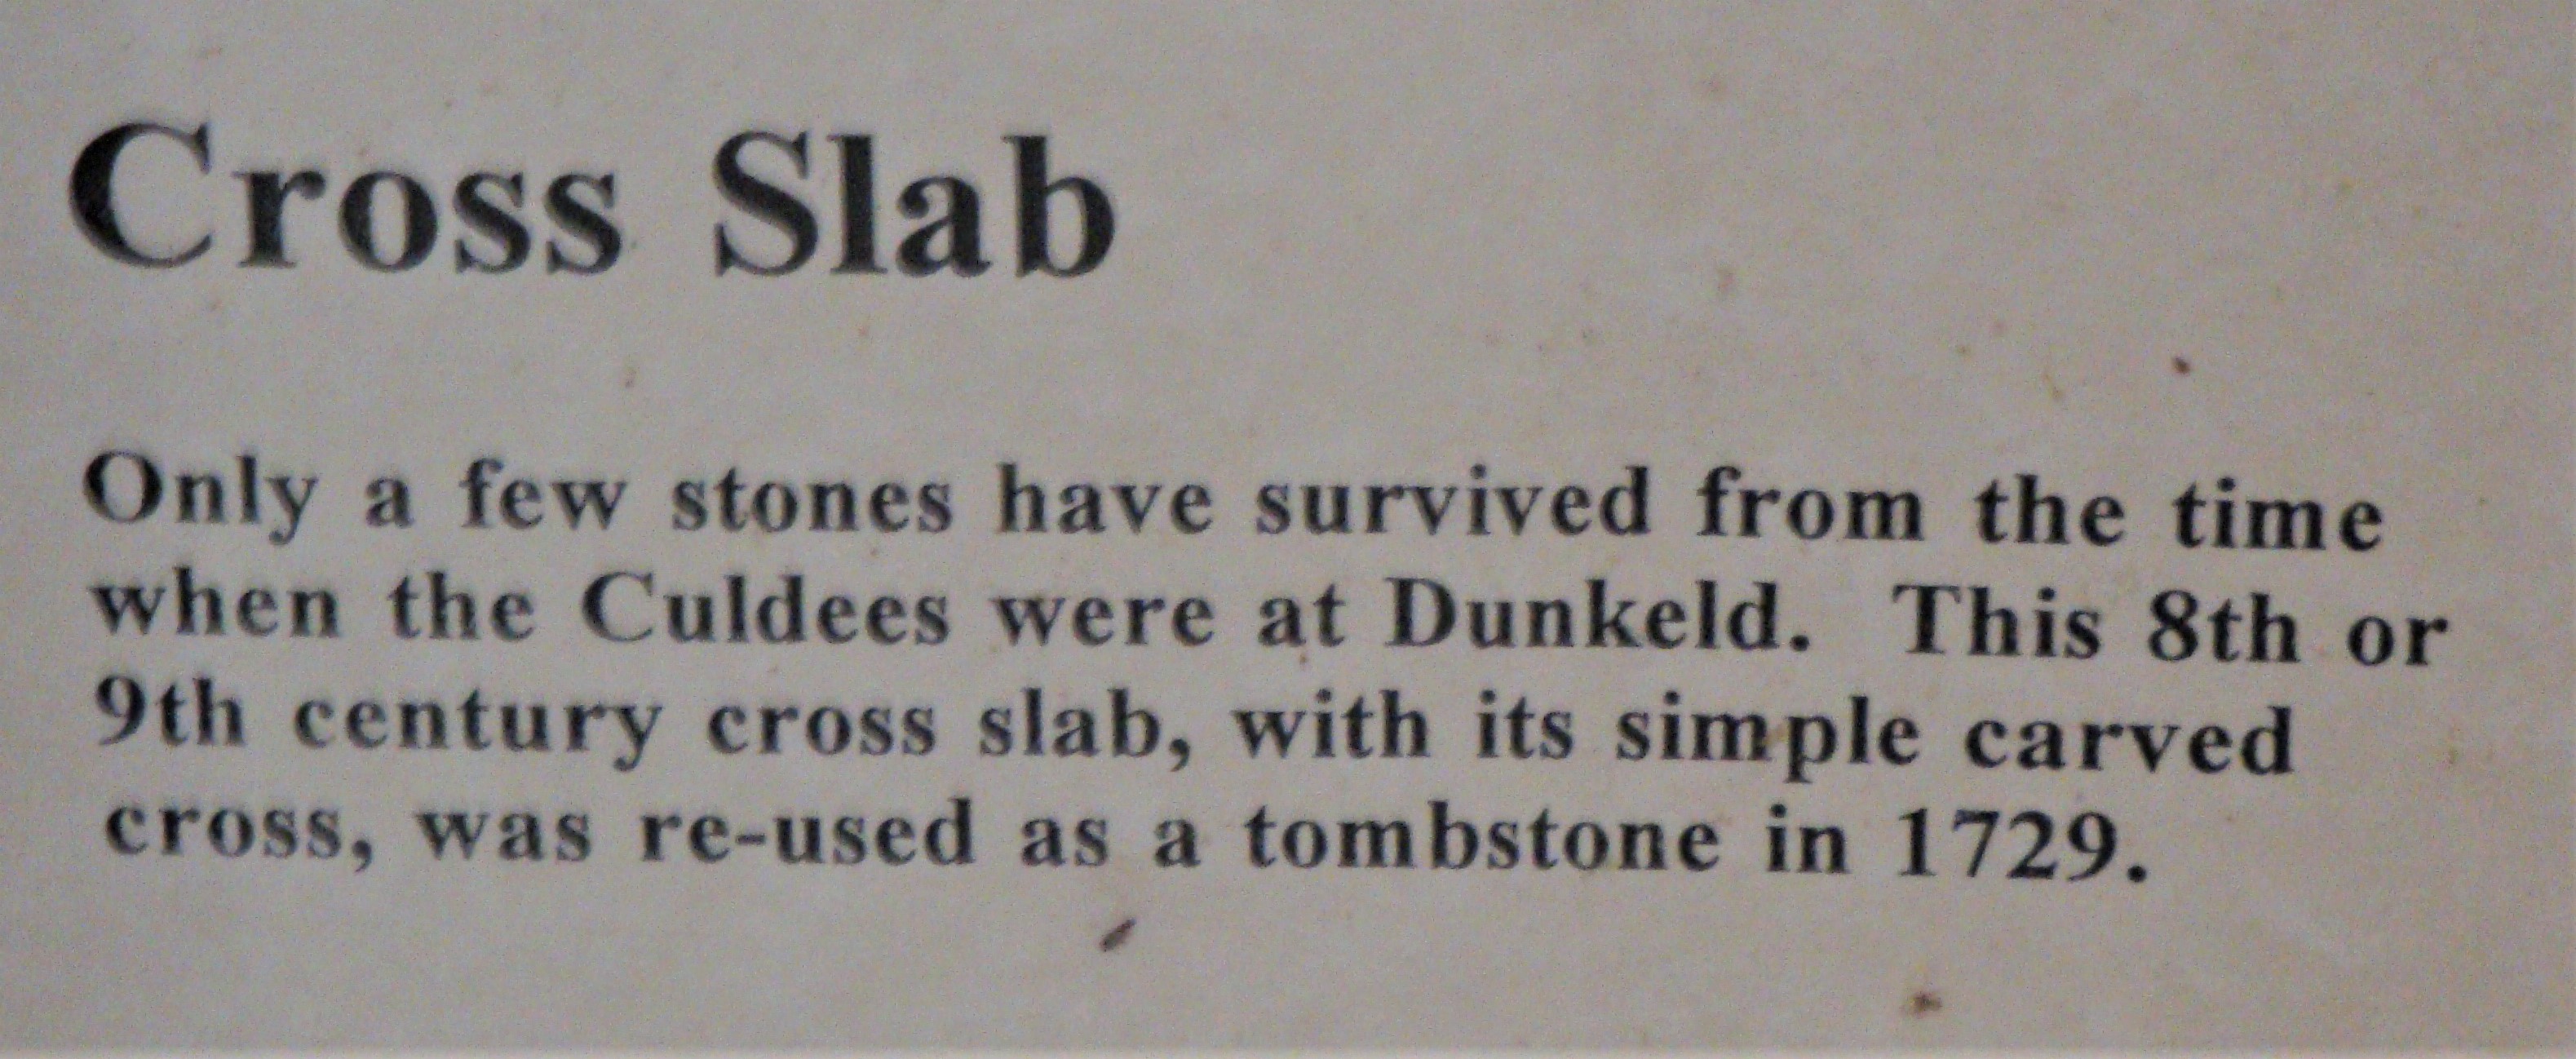 Cross Slab
Only a few stones have survived from the time
when the Culdees were at Dunkeld. This 8th or
9th century cross slab, with its simple carved
cross, was re-used as a tombstone in 1729.